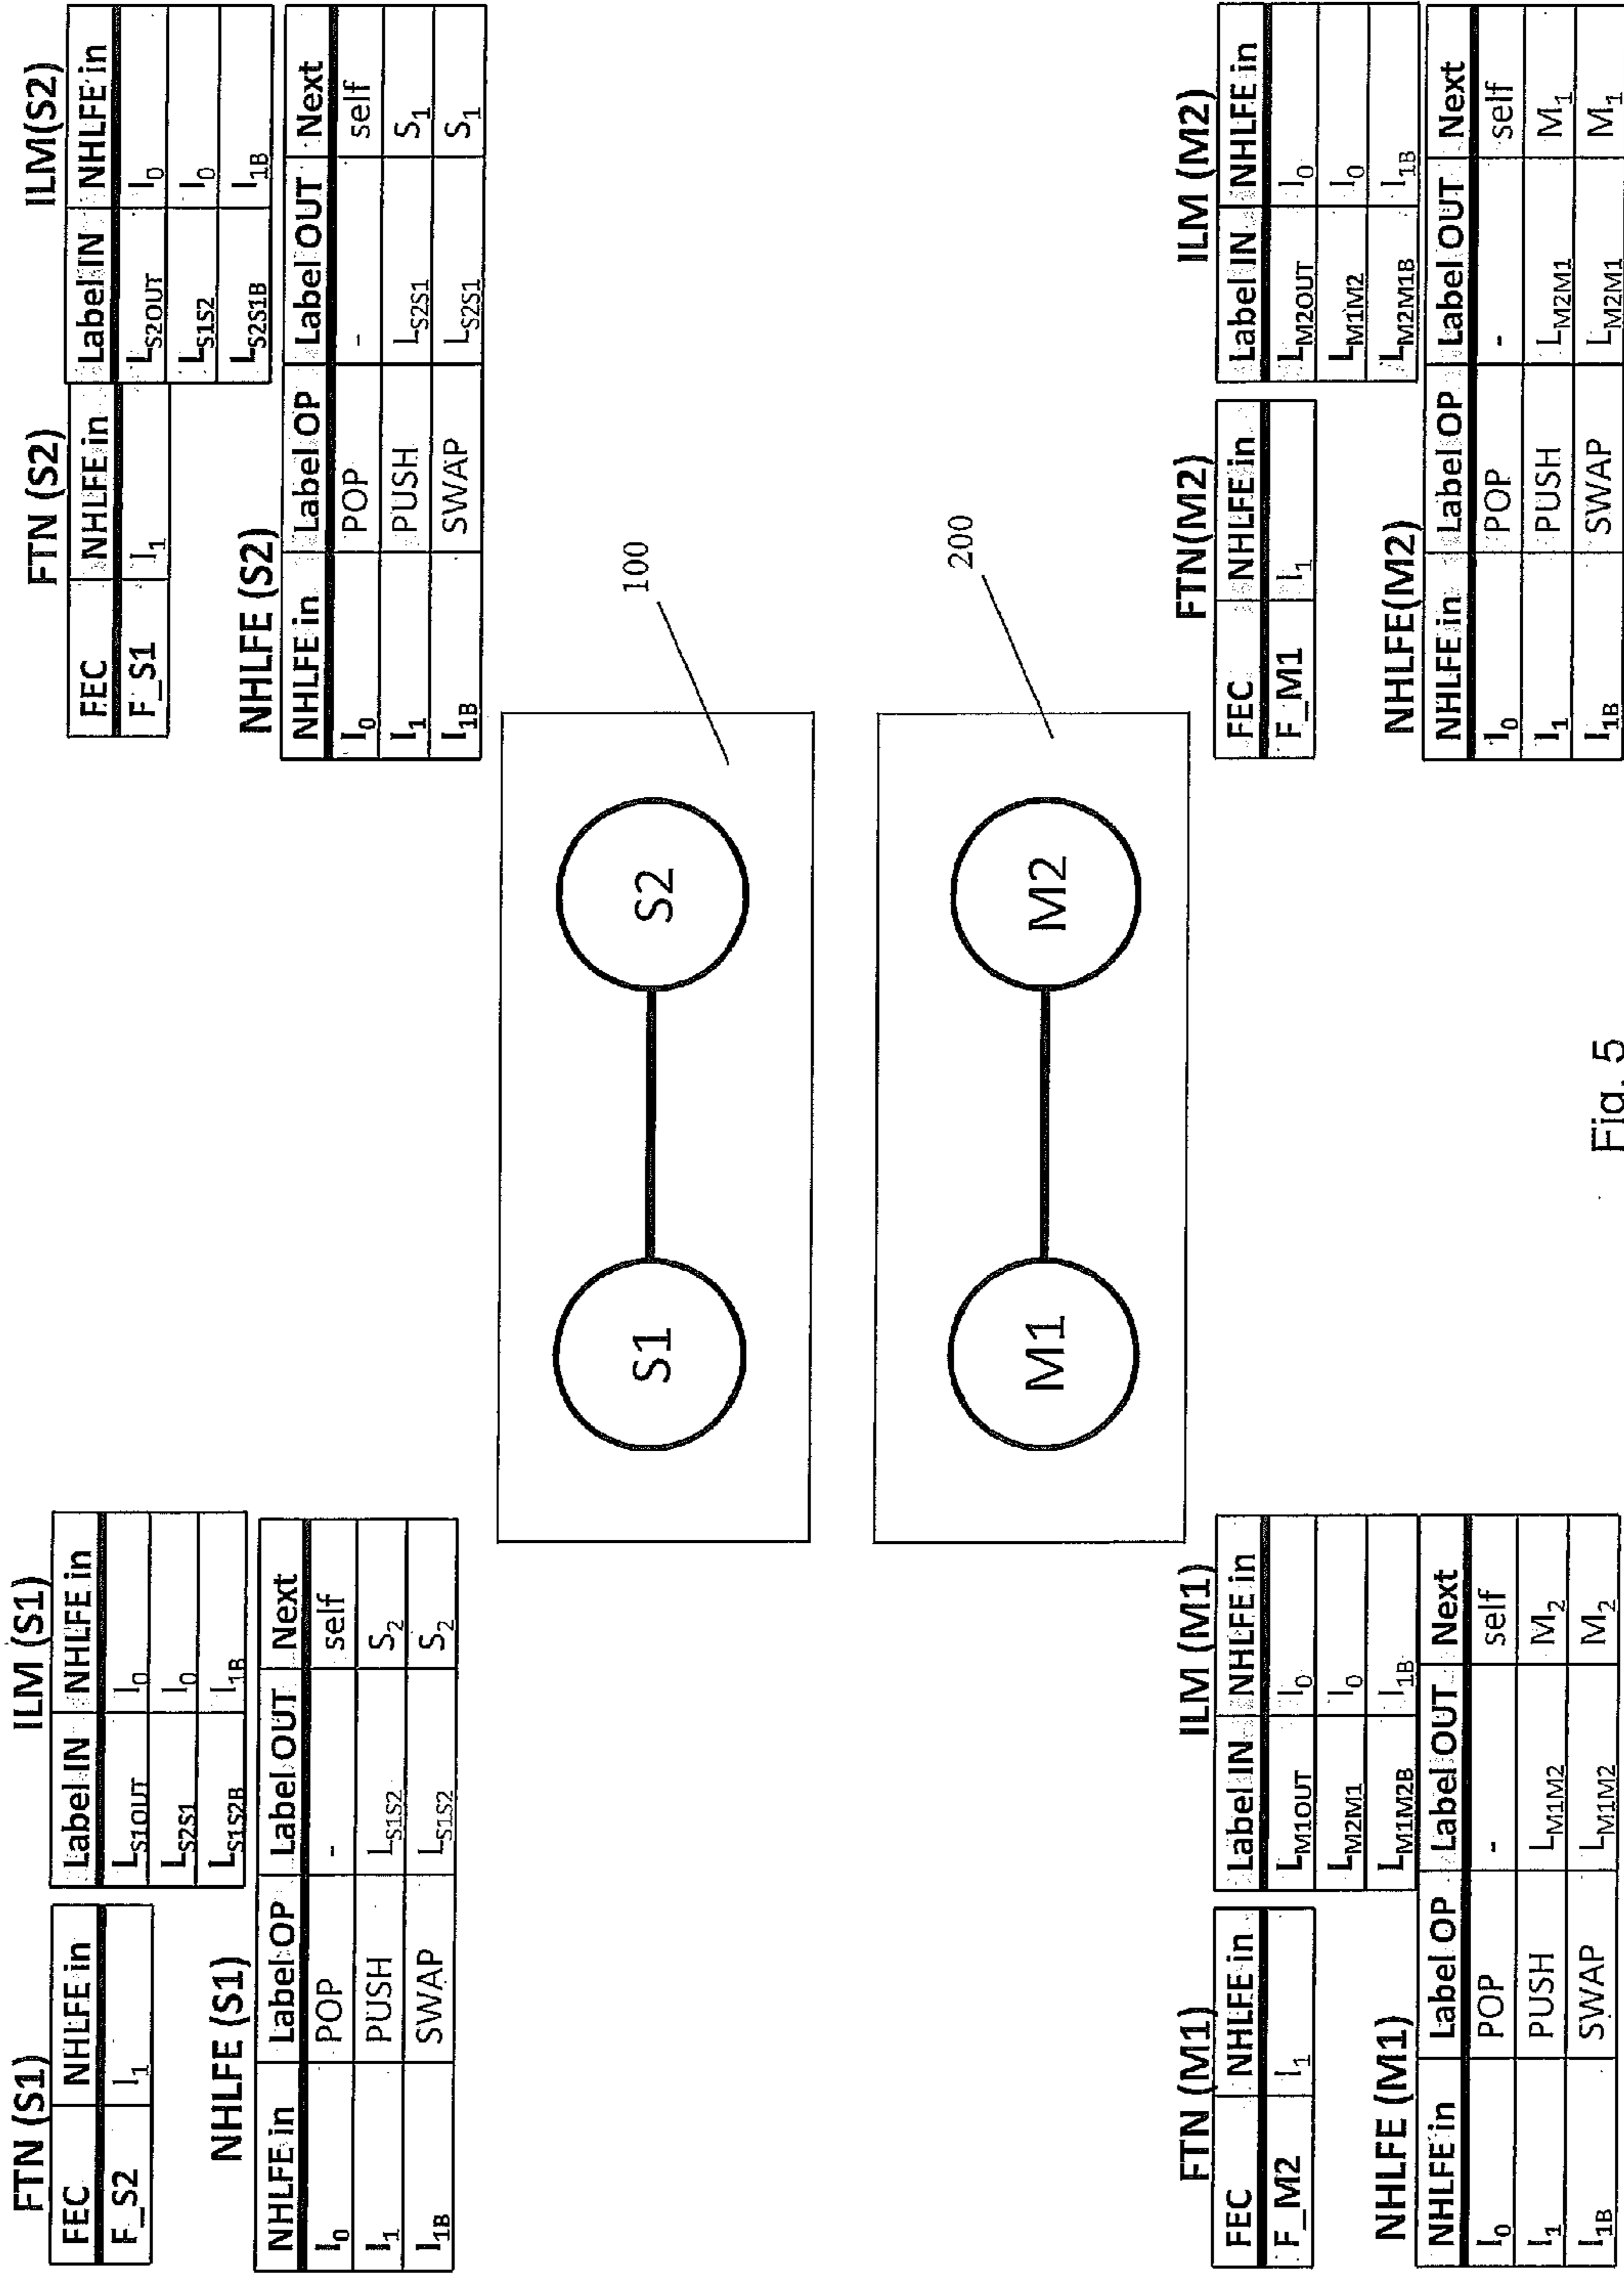 FTN (S1)
FEC NHLFE in
F_S2 I1
ILM (S1)
Label IN NHLFE in
LS1OUT I0
LS2S1 I0
LS1S2B I1B
NHLFE (S1)
NHLFE in Label OP Label OUT Next
I0 POP - self
I1 PUSH LS1S2 S2
I1B SWAP LS1S2 S2
FTN (S2)
FEC NHLFE in
F_S1 I1
ILM(S2)
Label IN NHLFE in
LS2OUT I0
LS1S2 I0
LS2S1B I1B
NHLFE (S2)
NHLFE in Label OP Label OUT Next
I0 POP - self
I1 PUSH LS2S1 S1
I1B SWAP LS2S1 S1
S1
S2
100
M1
M2
200
FTN (M1)
FEC NHLFE in
F_M2 I1
ILM (M1)
Label IN NHLFE in
LM1OUT I0
LM2M1 I0
LM1M2B I1B
NHLFE (M1)
NHLFE in Label OP Label OUT Next
I0 POP - self
I1 PUSH LM1M2 M2
I1B SWAP LM1M2 M2
FTN(M2)
FEC NHLFE in
F_M1 I1
ILM (M2)
Label IN NHLFE in
LM2OUT I0
LM1M2 I0
LM2M1B I1B
NHLFE(M2)
NHLFE in Label OP Label OUT Next
I0 POP - self
I1 PUSH LM2M1 M1
I1B SWAP LM2M1 M1
Fig. 5